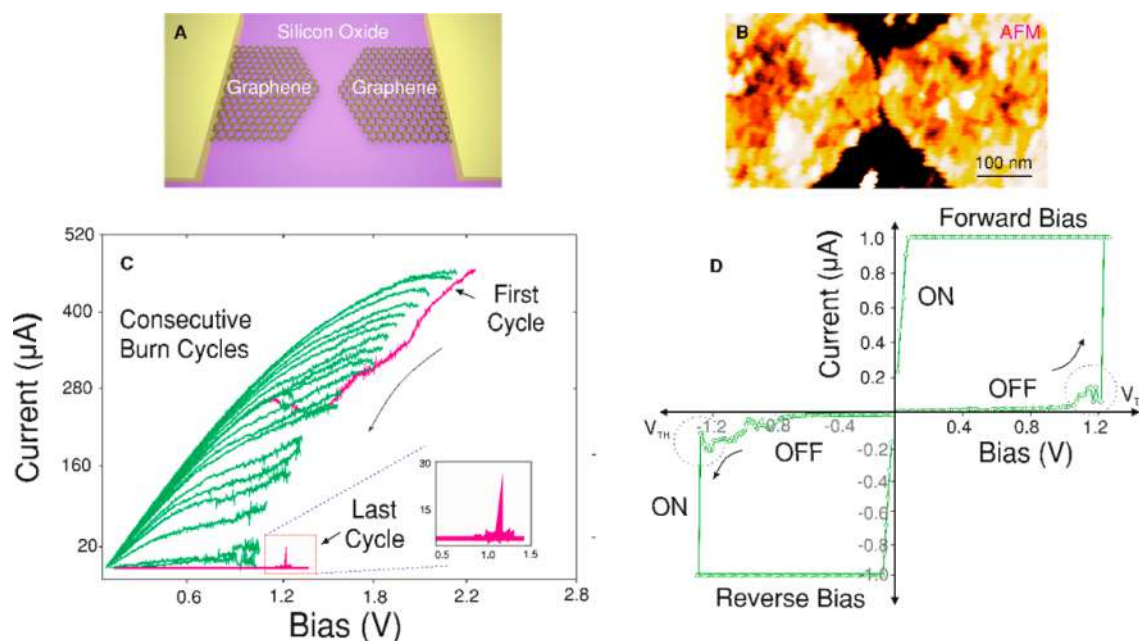 A
Silicon Oxide
Graphene
Graphene
B
AFM
100 nm
C
520
400
280
160
20
Current (µA)
Consecutive
Burn Cycles
First
Cycle
Last
Cycle
30
15
0.5
1.0
1.5
0.6
1.2
1.8
2.2
2.8
Bias (V)
D
Forward Bias
Current (µA)
1.0
0.8
0.6
0.4
0.2
ON
OFF
V_T
V_TH
-1.2
-0.8
-0.4
0.4
0.8
1.2
Bias (V)
OFF
ON
-0.2
-0.4
-0.6
-0.8
-1.0
Reverse Bias